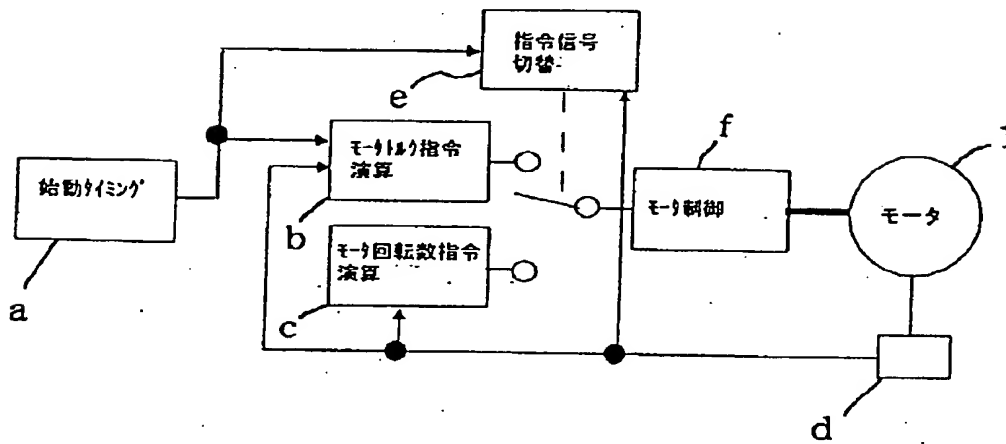 指令信号
切替
e
f
1
モータトルク指令
演算
始動タイミング
モータ制御
モータ
b
モータ回転数指令
演算
a
c
d